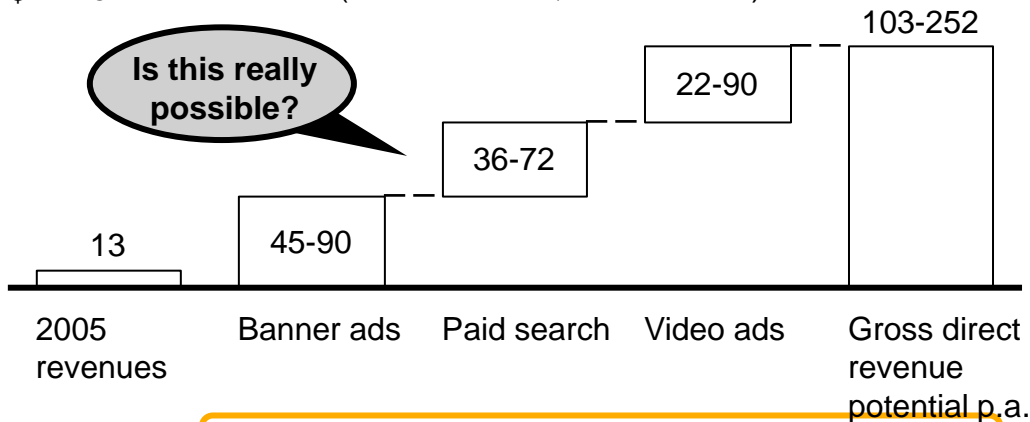 103-252
Is this really
possible?
22-90
36-72
13
45-90
2005
revenues
Banner ads
Paid search
Video ads
Gross direct
revenue
potential p.a.